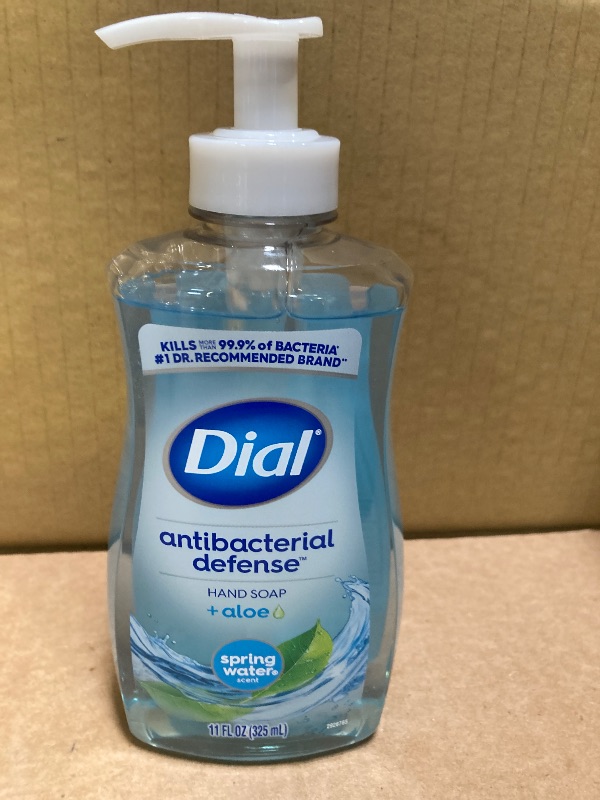 KILLS MORE THAN 99.9% of BACTERIA*
#1 DR. RECOMMENDED BRAND**
Dial®
antibacterial
defense™
HAND SOAP
+ aloe
spring
water®
scent
11 FL OZ (325 mL)